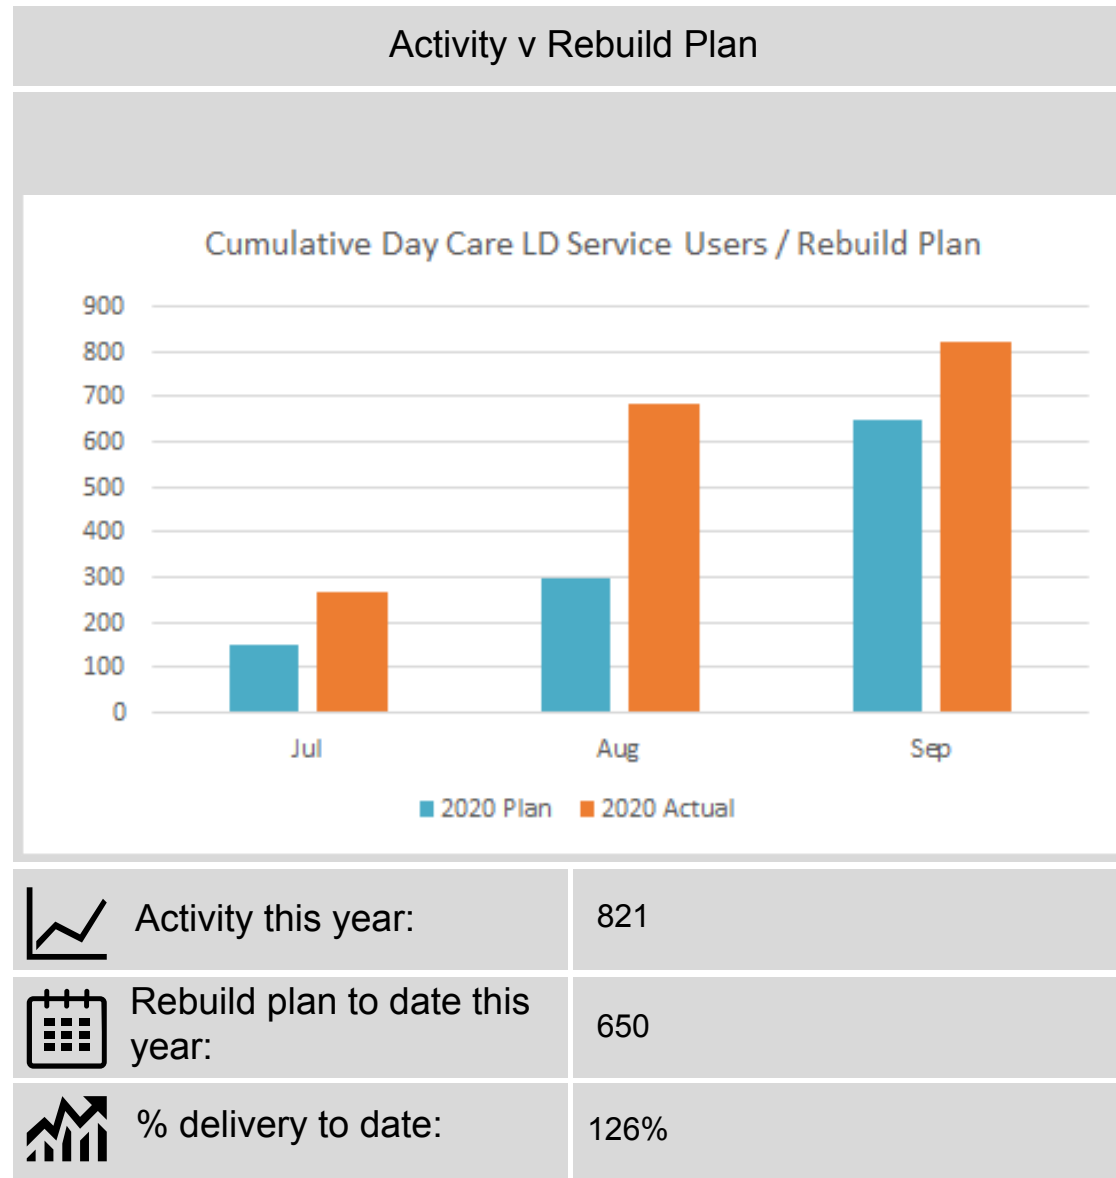 Activity v Rebuild Plan
Cumulative Day Care LD Service Users / Rebuild Plan
900
800
700
600
500
400
300
200
100
0
Jul Aug Sep
2020 Plan 2020 Actual
Activity this year: 821
Rebuild plan to date this
year: 650
% delivery to date: 126%